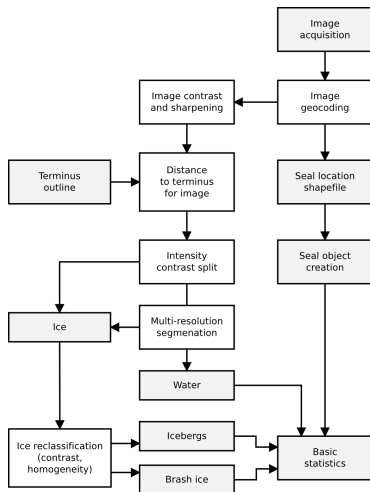 Image
acquisition
Image contrast
and sharpening
Image
geocoding
Terminus
outline
Distance
to terminus
for image
Seal location
shapefile
Intensity
contrast split
Seal object
creation
Ice
Multi-resolution
segmenation
Water
Ice reclassification
(contrast,
homogeneity)
Icebergs
Brash ice
Basic
statistics